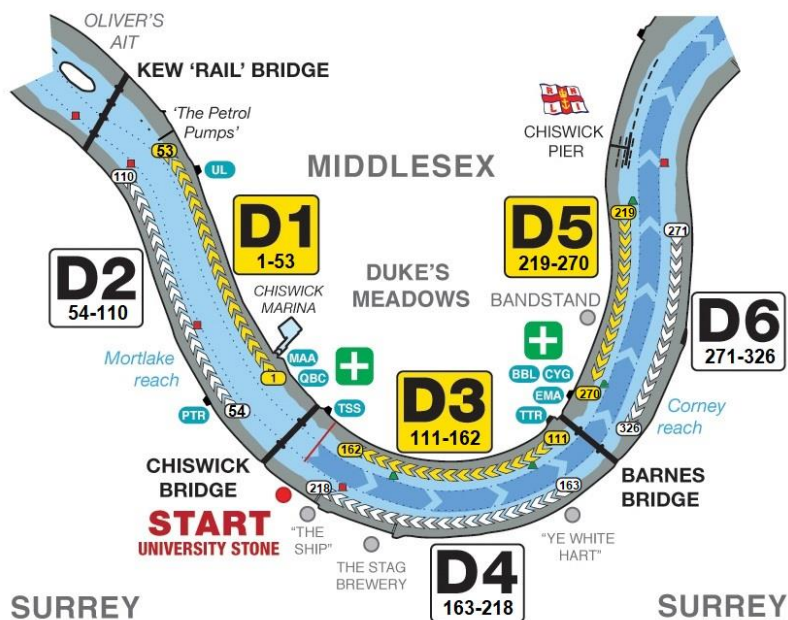 OLIVER'S
AIT
KEW 'RAIL' BRIDGE
'The Petrol
Pumps'
53
UL
110
MIDDLESEX
RNLI
CHISWICK
PIER
D1
1-53
D2
54-110
DUKE'S
MEADOWS
D5
219-270
219
271
BANDSTAND
D6
271-326
CHISWICK
MARINA
MAA
QBC
1
Mortlake
reach
PTR
54
TSS
D3
111-162
BBL
CYG
EMA
TTR
270
326
Corney
reach
162
111
CHISWICK
BRIDGE
218
163
BARNES
BRIDGE
START
UNIVERSITY STONE
"THE
SHIP"
THE STAG
BREWERY
D4
163-218
"YE WHITE
HART"
SURREY
SURREY